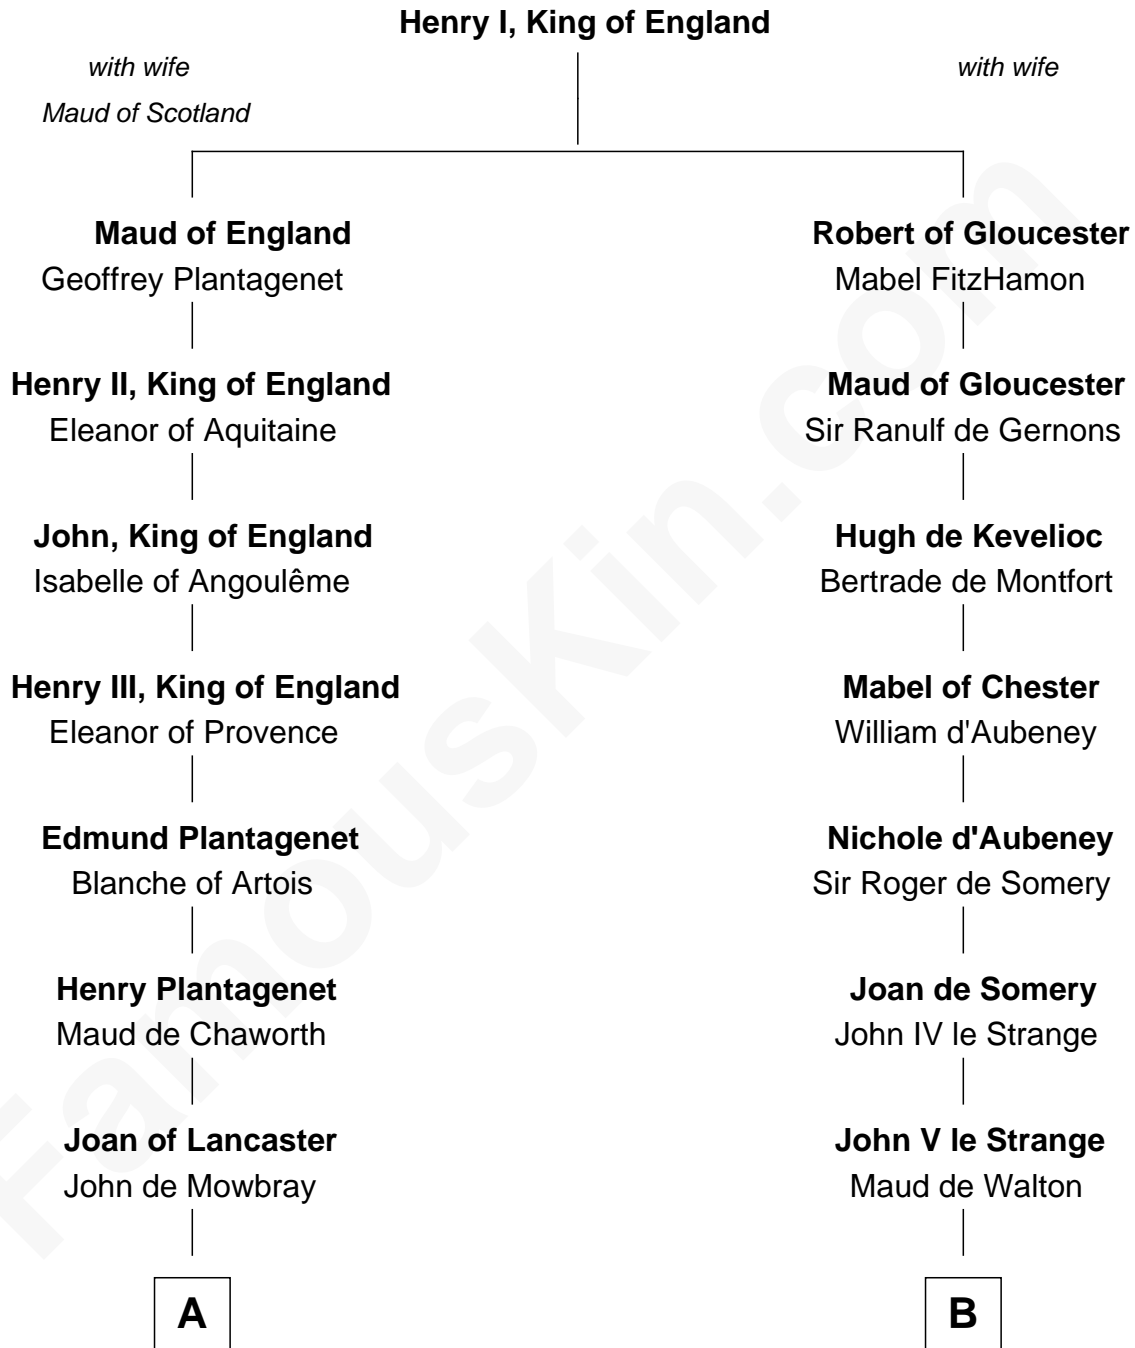 Henry I, King of England
with wife
Maud of Scotland
with wife
Maud of England
Geoffrey Plantagenet
Henry II, King of England
Eleanor of Aquitaine
John, King of England
Isabelle of Angoulême
Henry III, King of England
Eleanor of Provence
Edmund Plantagenet
Blanche of Artois
Henry Plantagenet
Maud de Chaworth
Joan of Lancaster
John de Mowbray
A
Robert of Gloucester
Mabel FitzHamon
Maud of Gloucester
Sir Ranulf de Gernons
Hugh de Kevelioc
Bertrade de Montfort
Mabel of Chester
William d'Aubeney
Nichole d'Aubeney
Sir Roger de Somery
Joan de Somery
John IV le Strange
John V le Strange
Maud de Walton
B
FamousKin.com